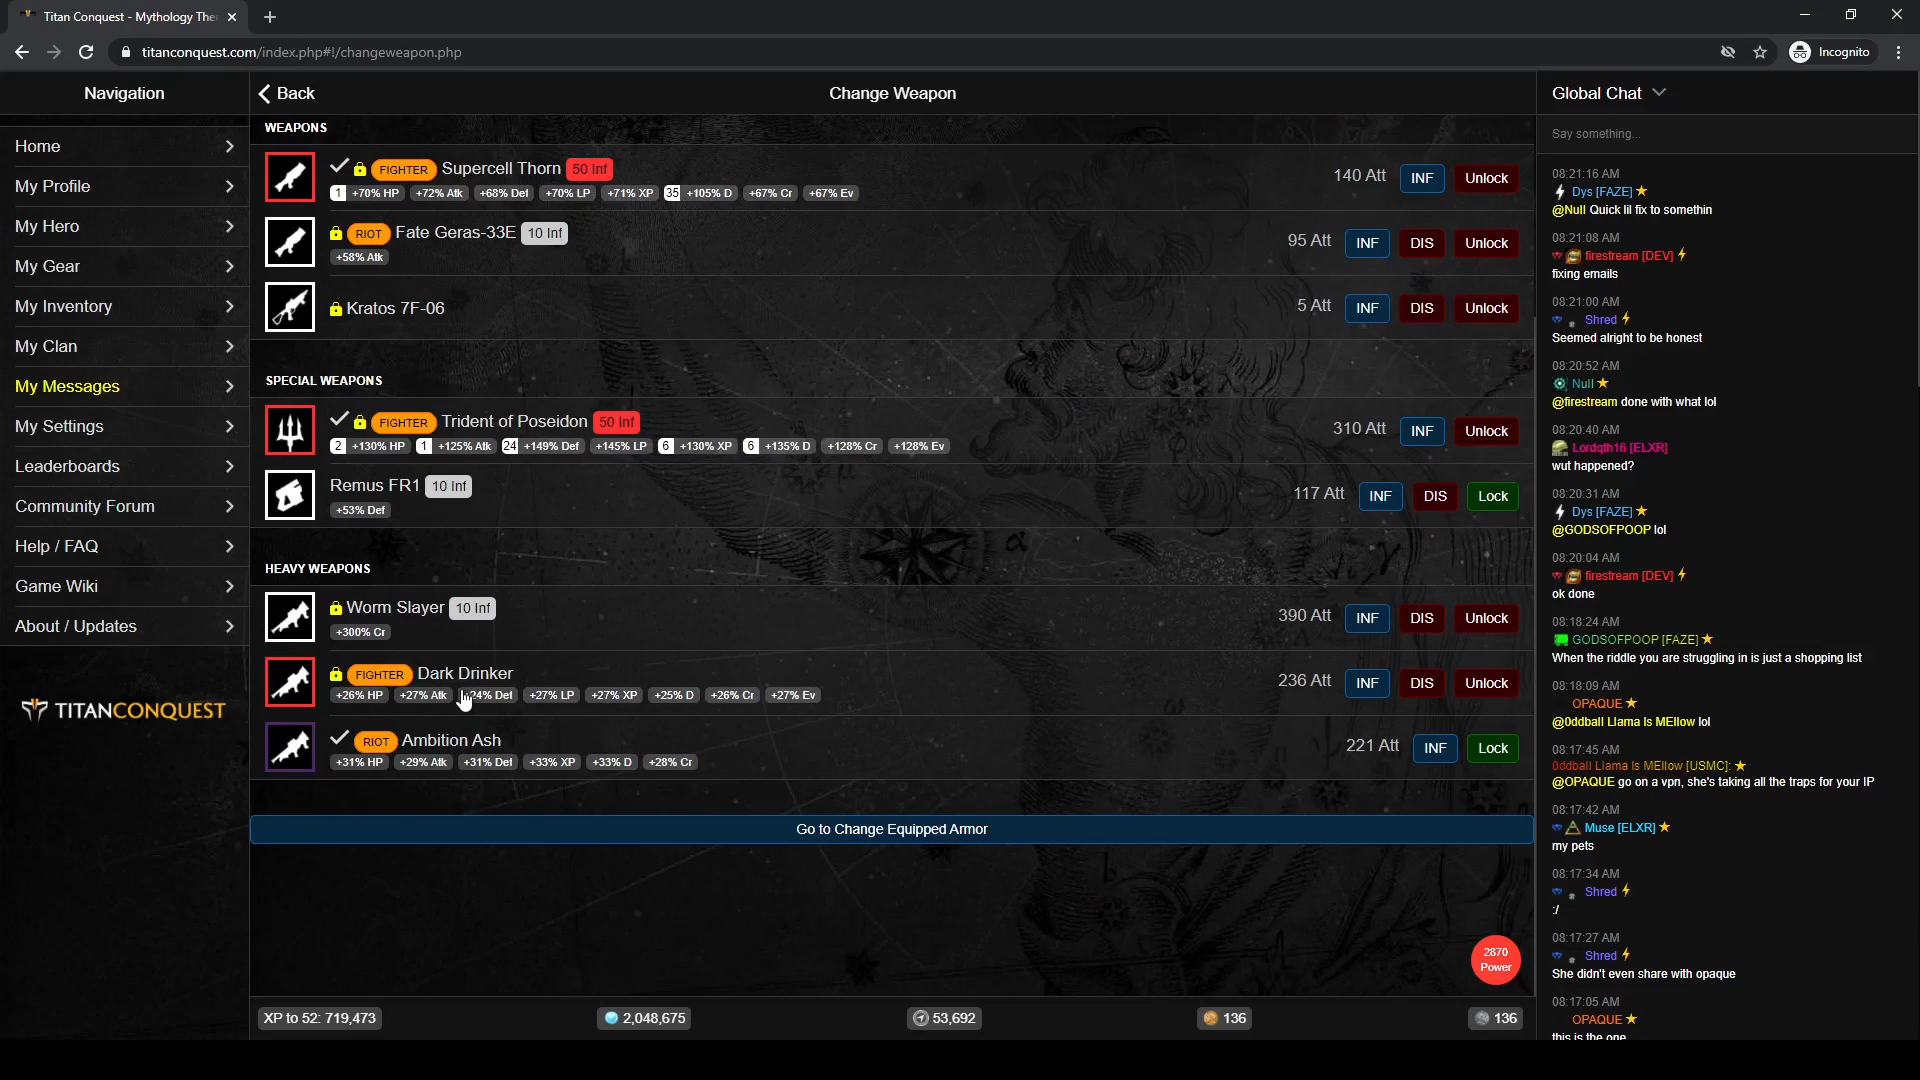 Titan Conquest - Mythology The
titanconquest.com/index.php#!/changeweapon.php
Incognito
Navigation
Home
My Profile
My Hero
My Gear
My Inventory
My Clan
My Messages
My Settings
Leaderboards
Community Forum
Help / FAQ
Game Wiki
About / Updates
TITANCONQUEST
Back
Change Weapon
WEAPONS
FIGHTER Supercell Thorn 50 Inf
1 +70% HP +72% Atk +68% Def +70% LP +71% XP 35 +105% D +67% Cr +67% Ev
140 Att INF Unlock
RIOT Fate Geras-33E 10 Inf
+58% Atk
95 Att INF DIS Unlock
Kratos 7F-06
5 Att INF DIS Unlock
SPECIAL WEAPONS
FIGHTER Trident of Poseidon 50 Inf
2 +130% HP 1 +125% Atk 24 +149% Def +145% LP 6 +130% XP 6 +135% D +128% Cr +128% Ev
310 Att INF Unlock
Remus FR1 10 Inf
+53% Def
117 Att INF DIS Lock
HEAVY WEAPONS
Worm Slayer 10 Inf
+300% Cr
390 Att INF DIS Unlock
FIGHTER Dark Drinker
+26% HP +27% Atk +24% Def +27% LP +27% XP +25% D +26% Cr +27% Ev
236 Att INF DIS Unlock
RIOT Ambition Ash
+31% HP +29% Atk +31% Def +33% XP +33% D +28% Cr
221 Att INF Lock
Go to Change Equipped Armor
2870
Power
XP to 52: 719,473
2,048,675
53,692
136
136
Global Chat
Say something...
08:21:16 AM
Dys [FAZE]
@Null Quick lil fix to somethin
08:21:08 AM
firestream [DEV]
fixing emails
08:21:00 AM
Shred
Seemed alright to be honest
08:20:52 AM
Null
@firestream done with what lol
08:20:40 AM
Lordqth16 [ELXR]
wut happened?
08:20:31 AM
Dys [FAZE]
@GODSOFPOOP lol
08:20:04 AM
firestream [DEV]
ok done
08:18:24 AM
GODSOFPOOP [FAZE]
When the riddle you are struggling in is just a shopping list
08:18:09 AM
OPAQUE
@0ddball Llama Is MEllow lol
08:17:45 AM
0ddball Llama Is MEllow [USMC]:
@OPAQUE go on a vpn, she's taking all the traps for your IP
08:17:42 AM
Muse [ELXR]
my pets
08:17:34 AM
Shred
:/
08:17:27 AM
Shred
She didn't even share with opaque
08:17:05 AM
OPAQUE
this is the one